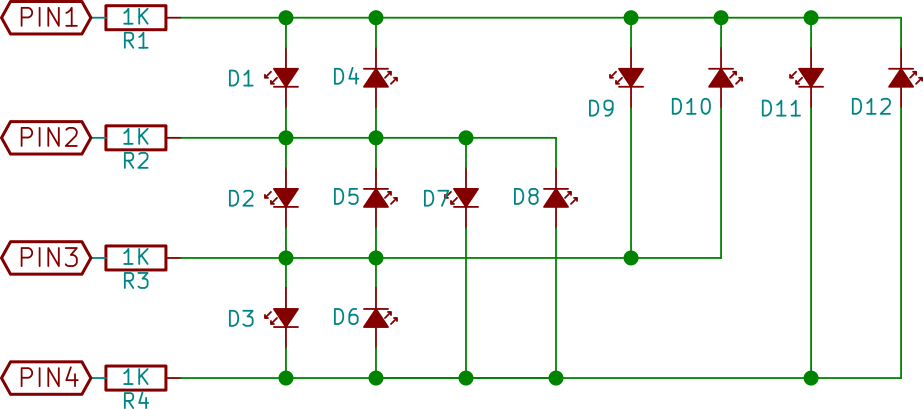 PIN1 1K
R1
D1 D4 D9 D10 D11 D12
PIN2 1K
R2
D2 D5 D7 D8
PIN3 1K
R3
D3 D6
PIN4 1K
R4